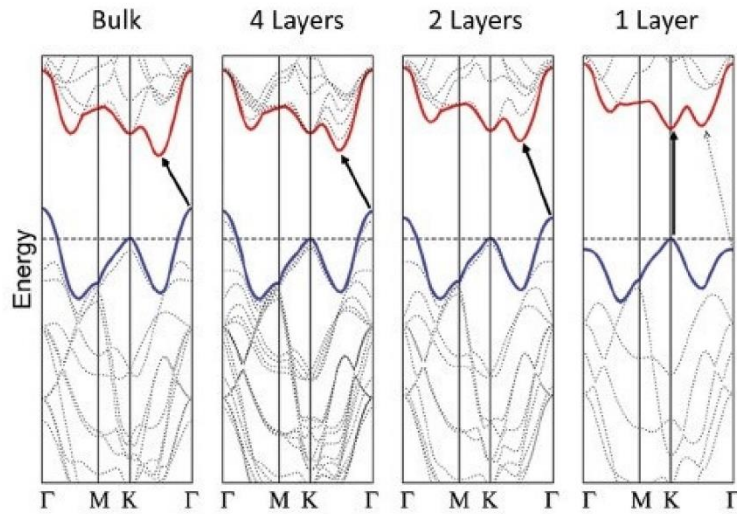 Bulk 4 Layers 2 Layers 1 Layer
Energy
Γ M K Γ Γ M K Γ Γ M K Γ Γ M K Γ